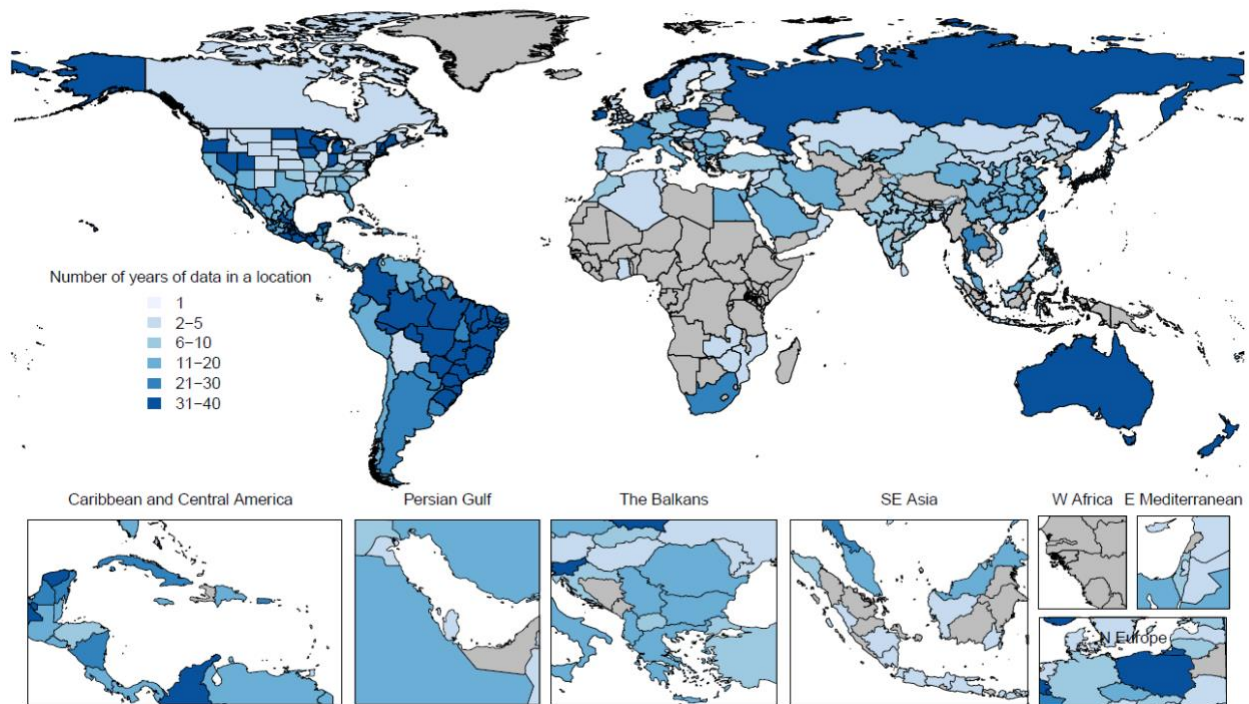 Number of years of data in a location
1
2−5
6−10
11−20
21−30
31−40
Caribbean and Central America
Persian Gulf
The Balkans
SE Asia
W Africa
E Mediterranean
N Europe